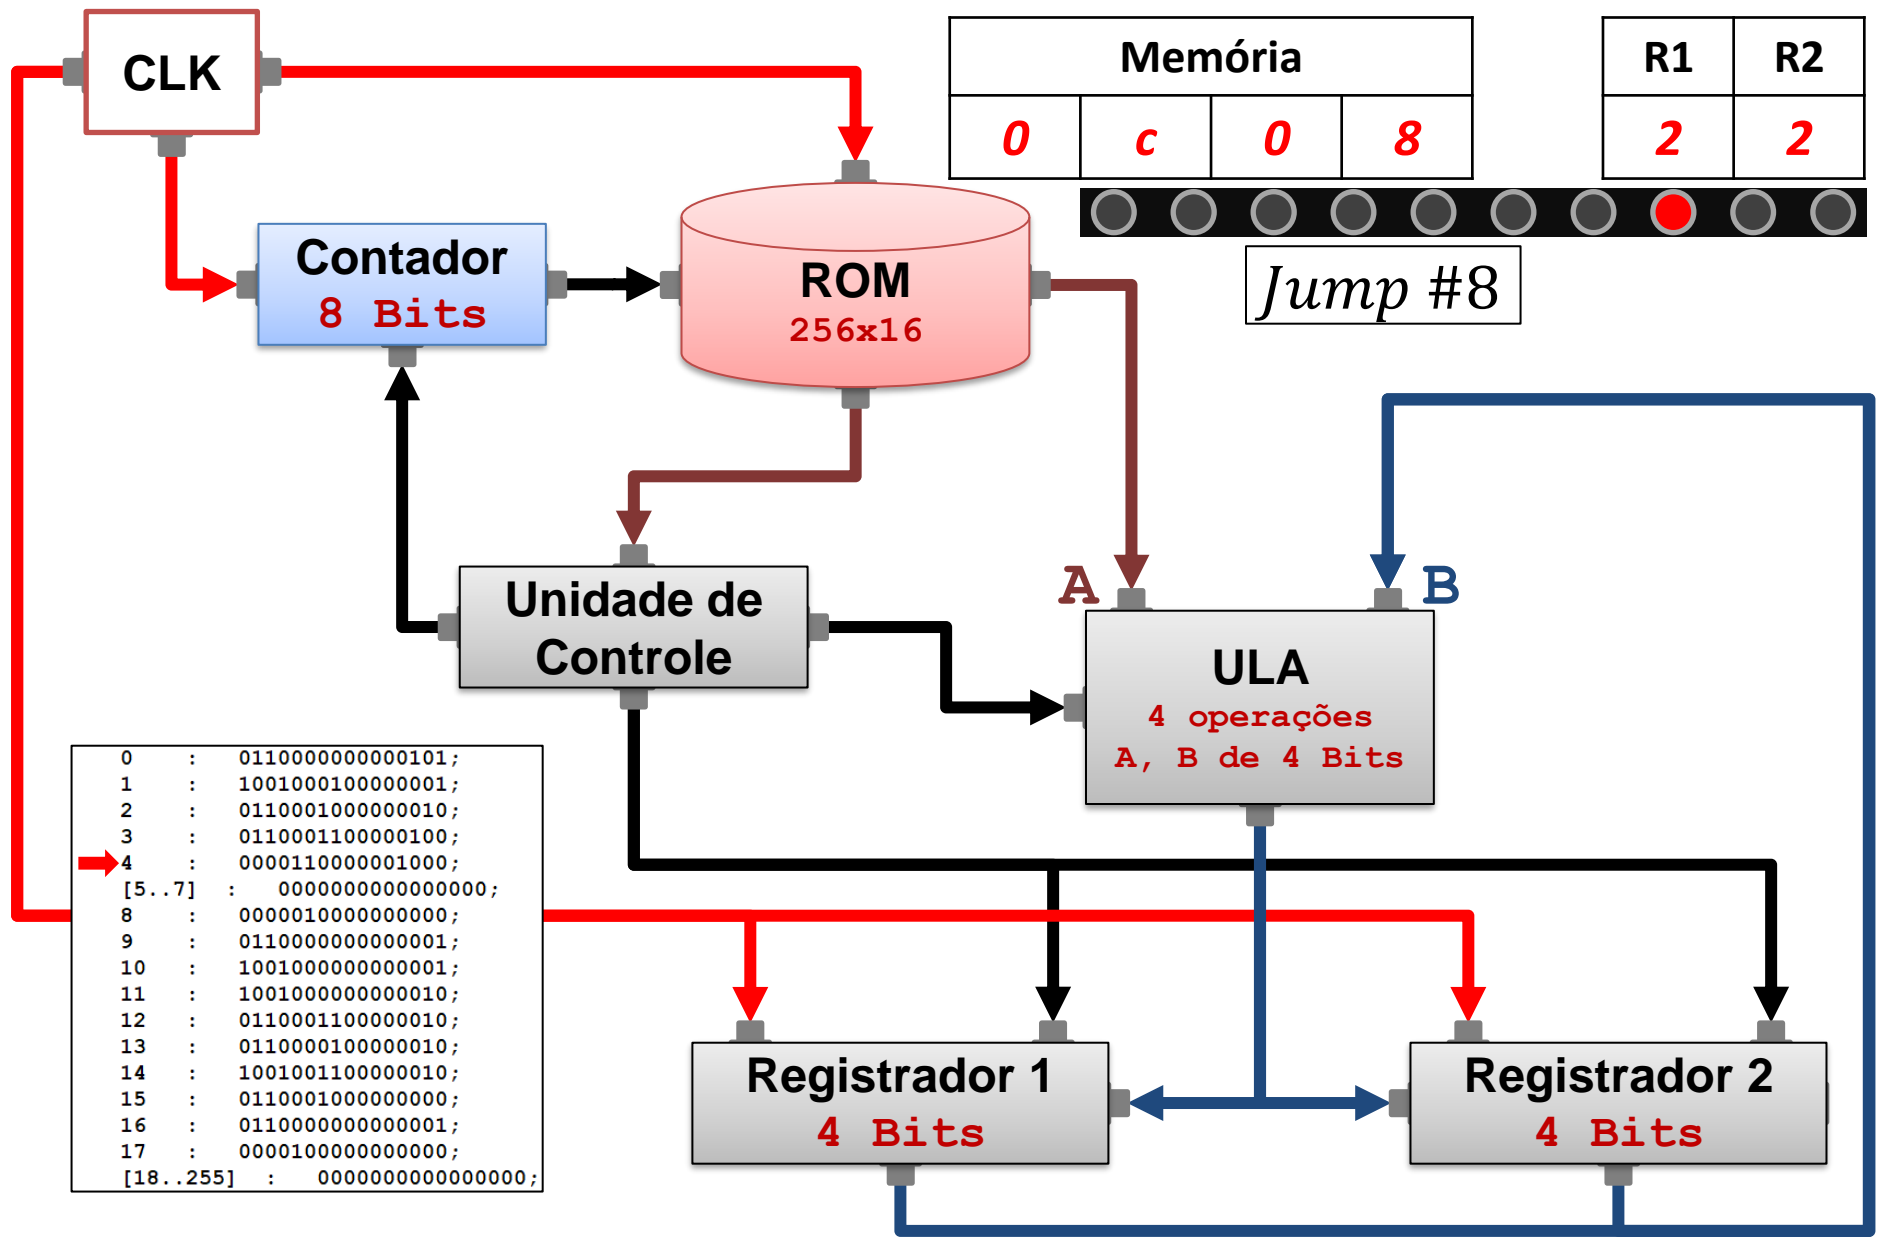 CLK
Memória
R1 R2
0 c 0 8
2 2
Contador
8 Bits
ROM
256x16
Jump #8
A
B
Unidade de
Controle
ULA
4 operações
A, B de 4 Bits
0 : 0110000000000101;
1 : 1001000100000001;
2 : 0110001000000010;
3 : 0110001100000100;
4 : 0000110000001000;
[5..7] : 0000000000000000;
8 : 0000010000000000;
9 : 0110000000000001;
10 : 1001000000000001;
11 : 1001000000000010;
12 : 0110001100000010;
13 : 0110000100000010;
14 : 1001001100000010;
15 : 0110001000000000;
16 : 0110000000000001;
17 : 0000100000000000;
[18..255] : 0000000000000000;
Registrador 1
4 Bits
Registrador 2
4 Bits